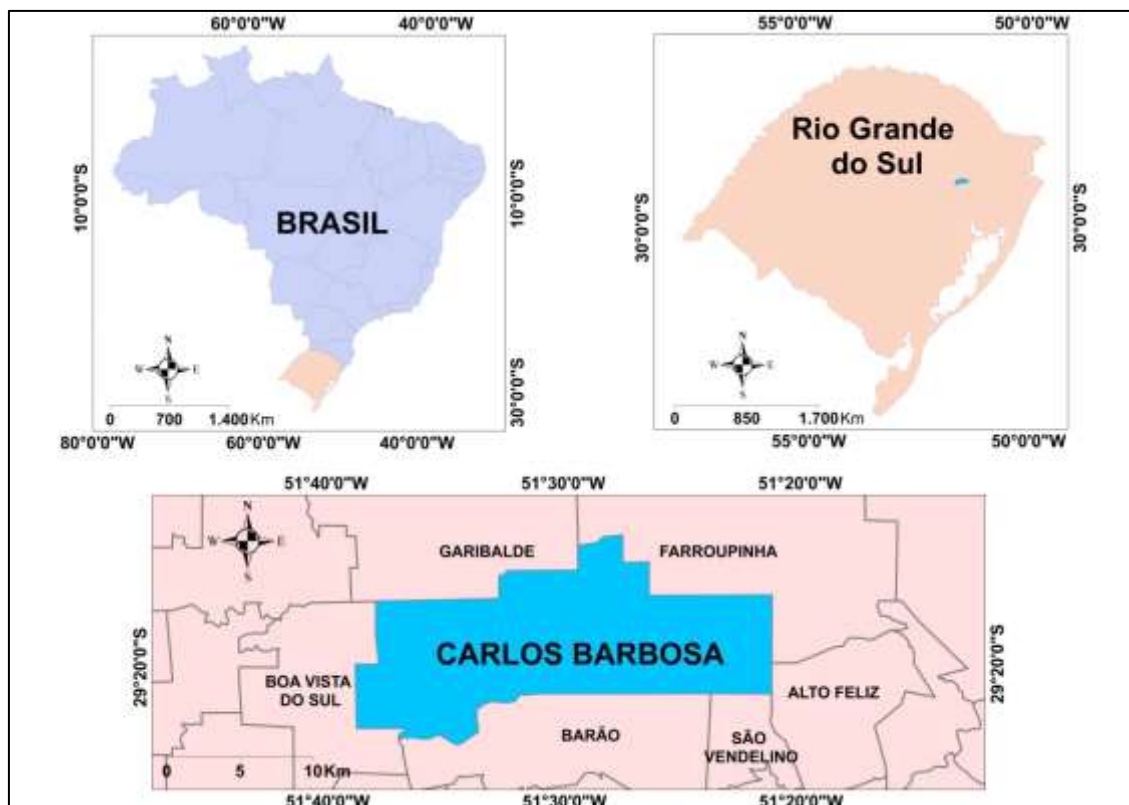 60°0'0"W 40°0'0"W
10°0'0"S
10°0'0"S
BRASIL
N
W E
S
0 700 1.400 Km
30°0'0"S
80°0'0"W 60°0'0"W 40°0'0"W
55°0'0"W 50°0'0"W
Rio Grande
do Sul
30°0'0"S
30°0'0"S
N
W E
S
0 850 1.700 Km
55°0'0"W 50°0'0"W
51°40'0"W 51°30'0"W 51°20'0"W
N
W E
S
GARIBALDE
FARROUPINHA
29°20'0"S
CARLOS BARBOSA
29°20'0"S
BOA VISTA
DO SUL
ALTO FELIZ
BARÃO
SÃO
VENDELINO
0 5 10Km
51°40'0"W 51°30'0"W 51°20'0"W